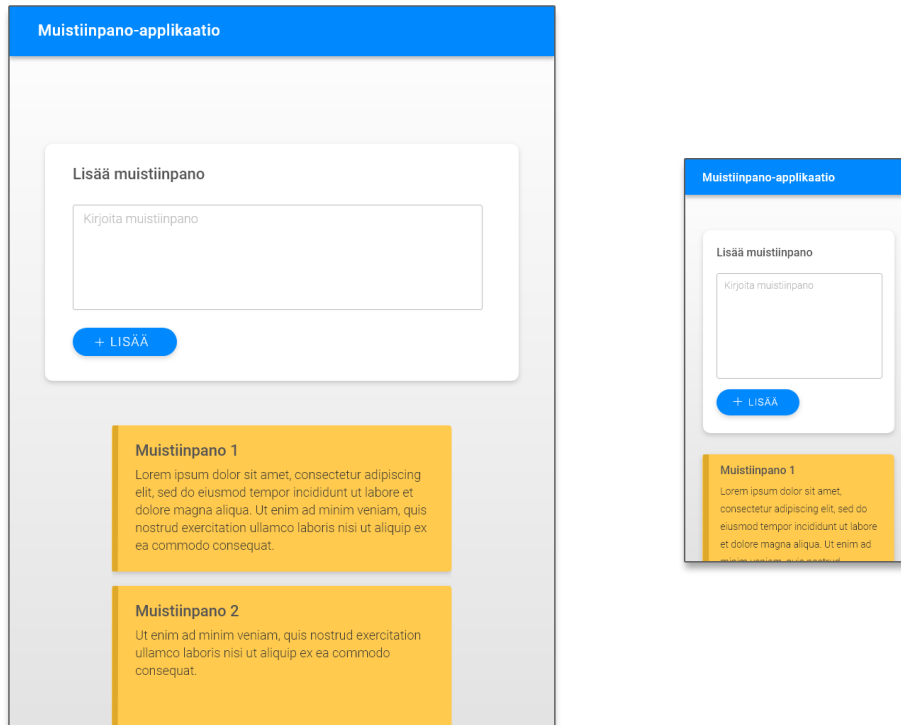 Muistiinpano-applikaatio
Lisää muistiinpano
Kirjoita muistiinpano
+ LISÄÄ
Muistiinpano 1
Lorem ipsum dolor sit amet, consectetur adipiscing
elit, sed do eiusmod tempor incididunt ut labore et
dolore magna aliqua. Ut enim ad minim veniam, quis
nostrud exercitation ullamco laboris nisi ut aliquip ex
ea commodo consequat.
Muistiinpano 2
Ut enim ad minim veniam, quis nostrud exercitation
ullamco laboris nisi ut aliquip ex ea commodo
consequat.
Muistiinpano-applikaatio
Lisää muistiinpano
Kirjoita muistiinpano
+ LISÄÄ
Muistiinpano 1
Lorem ipsum dolor sit amet,
consectetur adipiscing elit, sed do
eiusmod tempor incididunt ut labore
et dolore magna aliqua. Ut enim ad